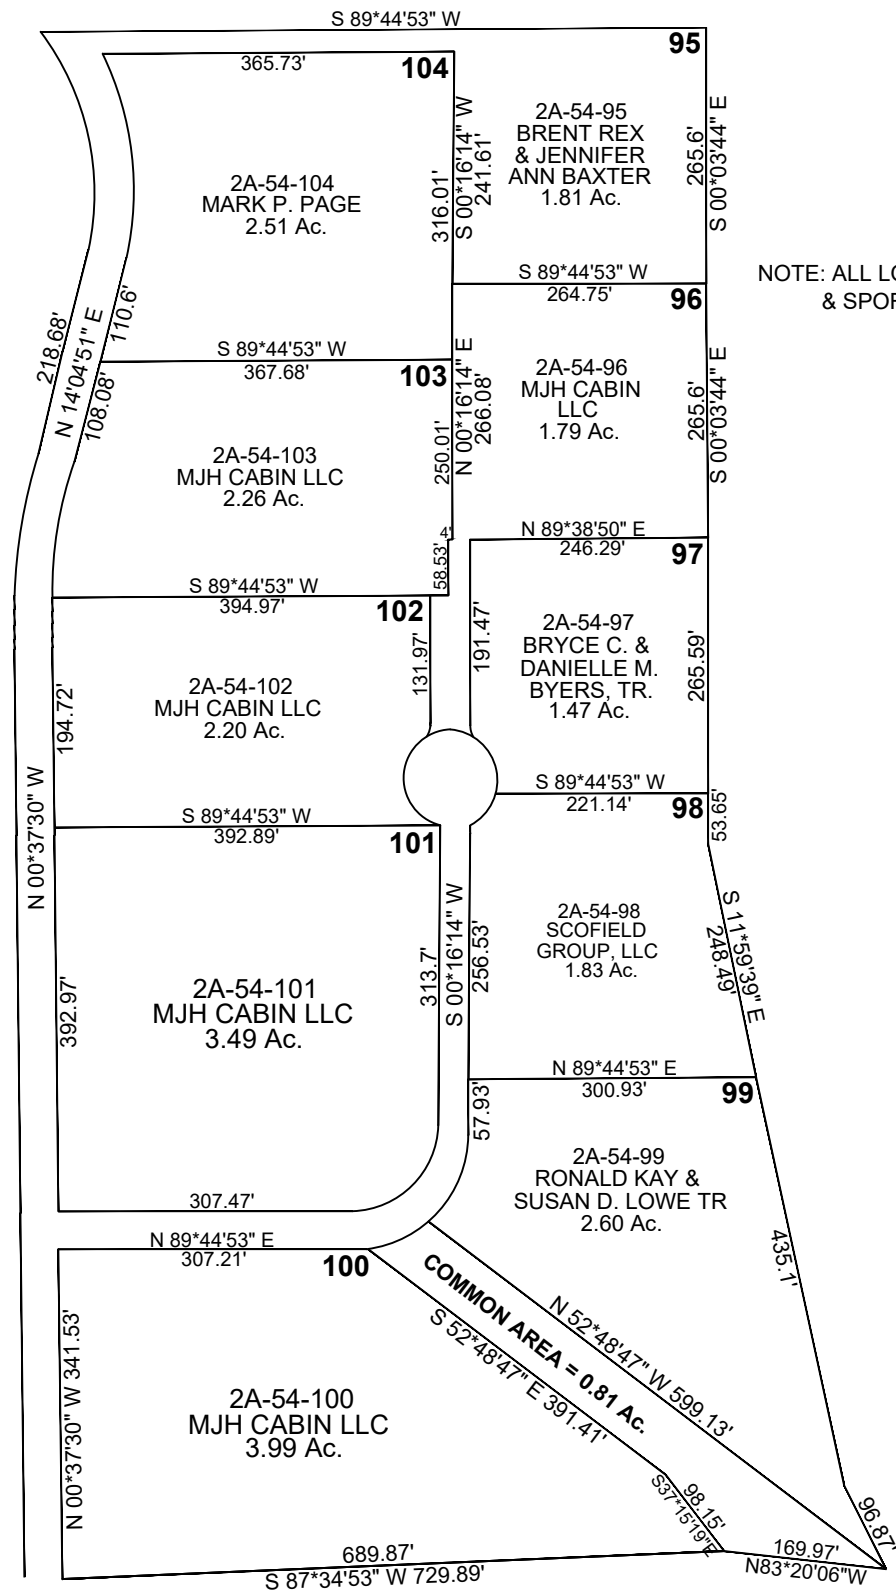 S 89*44'53" W
95
365.73'
104
2A-54-95
BRENT REX
& JENNIFER
ANN BAXTER
1.81 Ac.
S 00*16'14" W
241.61'
316.01'
265.6'
S 00*03'44" E
2A-54-104
MARK P. PAGE
2.51 Ac.
S 89*44'53" W
264.75'
96
NOTE: ALL LO
& SPOR
218.68'
N 14*04'51" E
110.6'
108.08'
S 89*44'53" W
367.68'
103
N 00*16'14" E
266.08'
250.01'
2A-54-96
MJH CABIN
LLC
1.79 Ac.
265.6'
S 00*03'44" E
2A-54-103
MJH CABIN LLC
2.26 Ac.
4'
58.53'
N 89*38'50" E
246.29'
97
S 89*44'53" W
394.97'
102
131.97'
191.47'
2A-54-97
BRYCE C. &
DANIELLE M.
BYERS, TR.
1.47 Ac.
265.59'
2A-54-102
MJH CABIN LLC
2.20 Ac.
194.72'
N 00*37'30" W
S 89*44'53" W
221.14'
98
53.65'
S 89*44'53" W
392.89'
101
S 00*16'14" W
313.7'
256.53'
2A-54-98
SCOFIELD
GROUP, LLC
1.83 Ac.
S 11*59'39" E
248.49'
2A-54-101
MJH CABIN LLC
3.49 Ac.
392.97'
N 89*44'53" E
300.93'
99
57.93'
2A-54-99
RONALD KAY &
SUSAN D. LOWE TR
2.60 Ac.
435.1'
307.47'
N 89*44'53" E
307.21'
100
COMMON AREA = 0.81 Ac.
N 52*48'47" W 599.13'
S 52*48'47" E 391.41'
N 00*37'30" W 341.53'
2A-54-100
MJH CABIN LLC
3.99 Ac.
98.15'
S37*15'19"E
96.87'
169.97'
N83*20'06"W
689.87'
S 87*34'53" W 729.89'